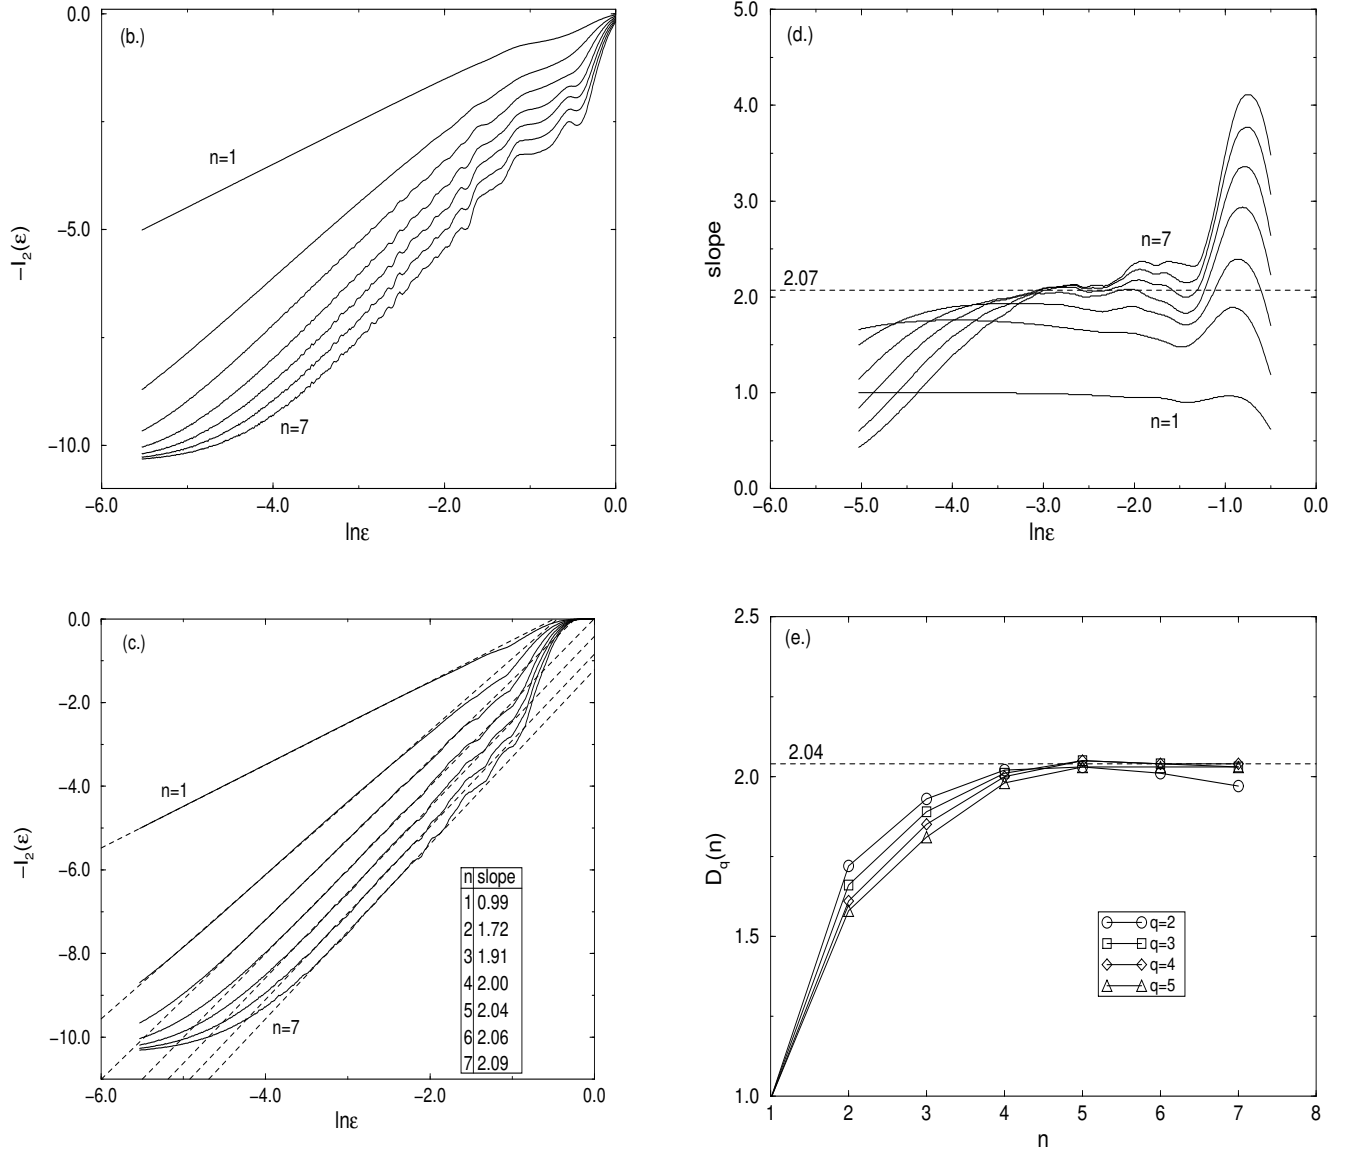 (b.)
0.0
−5.0
−10.0
−I₂(ε)
n=1
n=7
−6.0 −4.0 −2.0 0.0
lnε
(d.)
5.0
4.0
3.0
2.0
1.0
0.0
slope
2.07
n=7
n=1
−6.0 −5.0 −4.0 −3.0 −2.0 −1.0 0.0
lnε
(c.)
0.0
−2.0
−4.0
−6.0
−8.0
−10.0
−I₂(ε)
n=1
n=7
n slope
1 0.99
2 1.72
3 1.91
4 2.00
5 2.04
6 2.06
7 2.09
−6.0 −4.0 −2.0 0.0
lnε
(e.)
2.5
2.0
1.5
1.0
D_q(n)
2.04
q=2
q=3
q=4
q=5
1 2 3 4 5 6 7 8
n